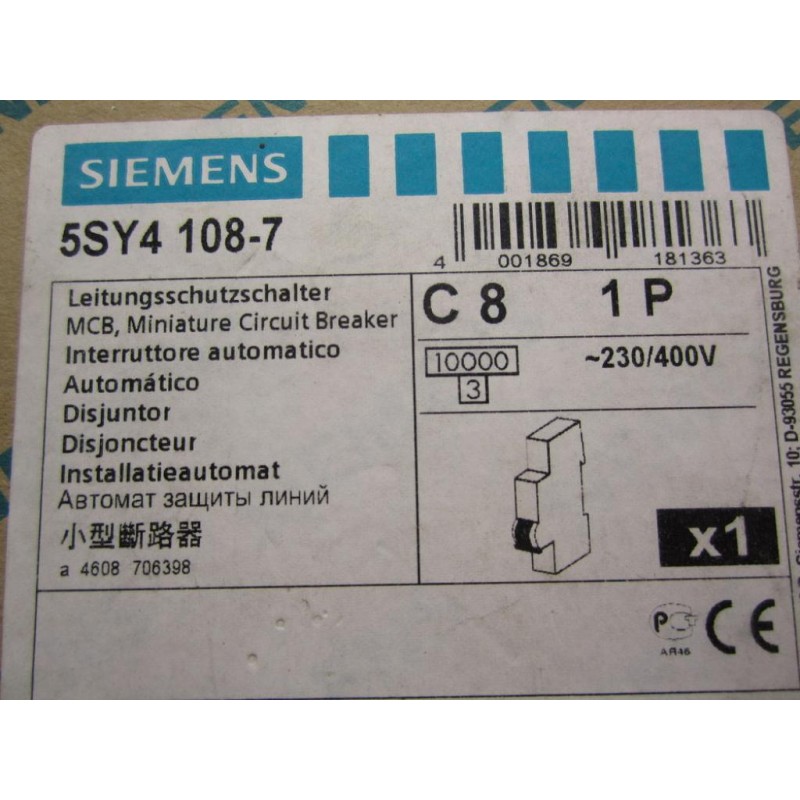 SIEMENS
5SY4 108-7
4 001869 181363
Leitungsschutzschalter
MCB, Miniature Circuit Breaker
Interruttore automatico
Automático
Disjuntor
Disjoncteur
Installatieautomat
Автомат защиты линий
小型斷路器
a 4608 706398
C 8 1 P
10000
3
~230/400V
x1
P
АЯ46
CE
10; D-93055 REGENSBURG